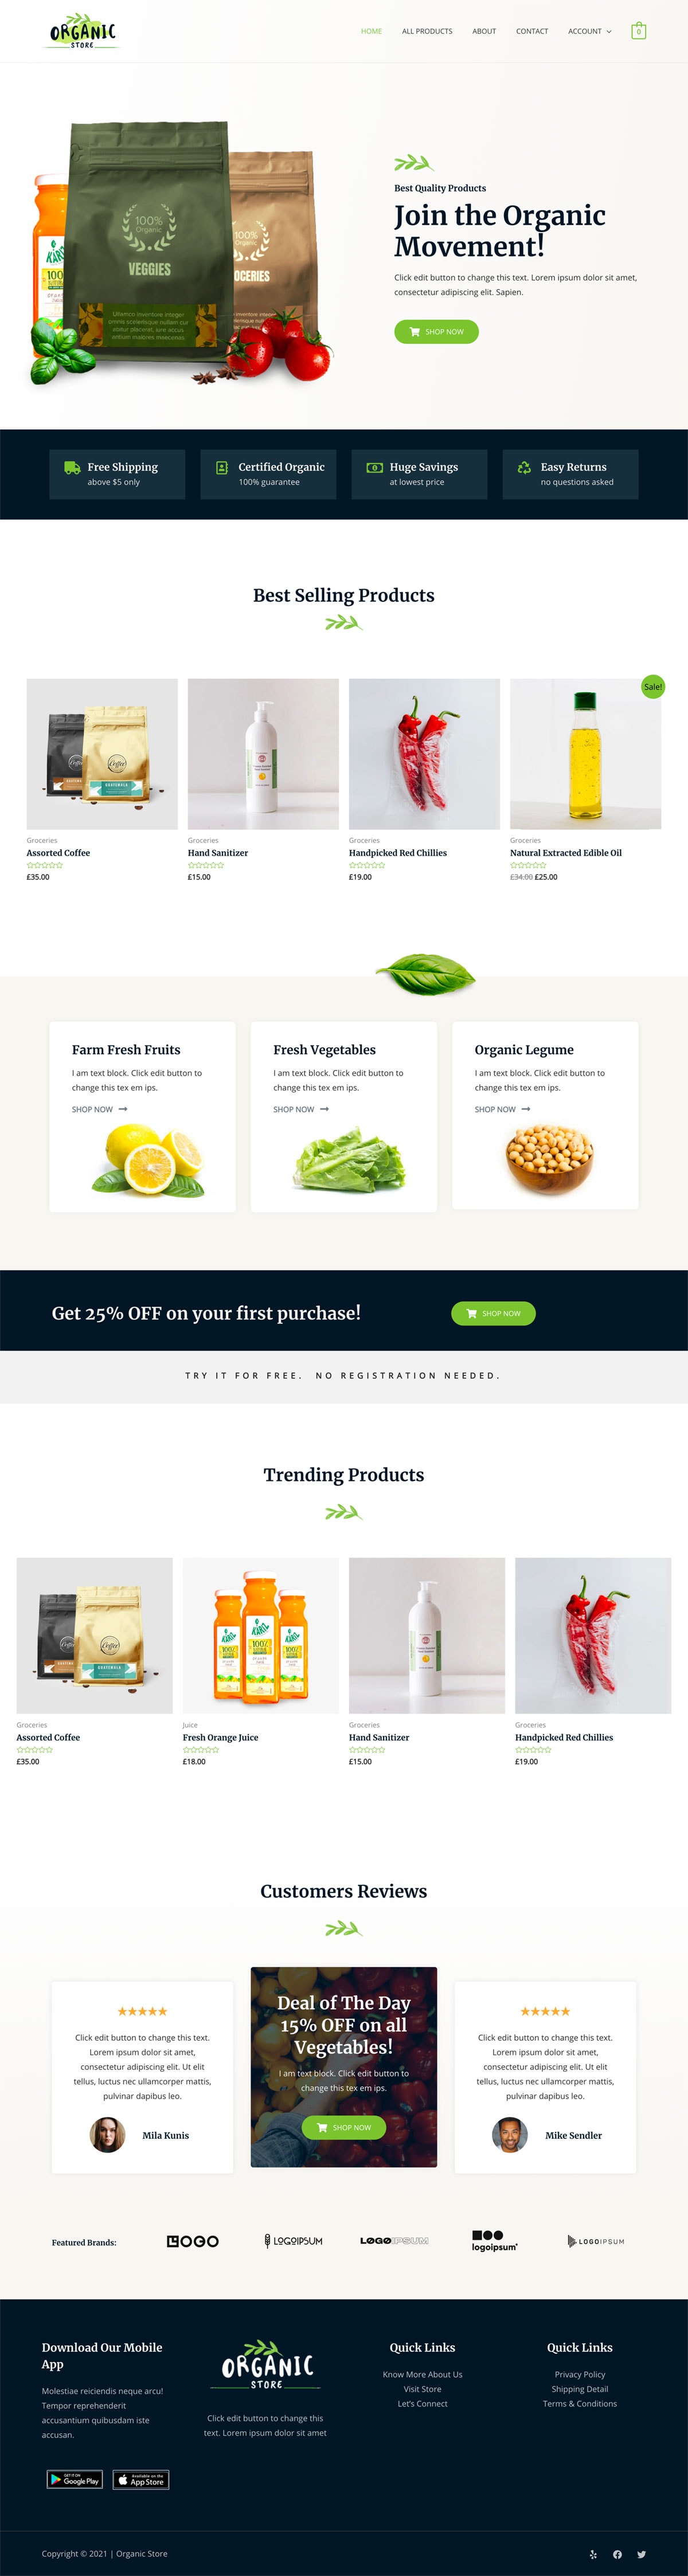 ORGANIC
STORE
HOME
ALL PRODUCTS
ABOUT
CONTACT
ACCOUNT
0
100%
Organic
VEGGIES
100%
Organic
OCERIES
Best Quality Products
Join the Organic
Movement!
Click edit button to change this text. Lorem ipsum dolor sit amet,
consectetur adipiscing elit. Sapien.
SHOP NOW
Free Shipping
above $5 only
Certified Organic
100% guarantee
Huge Savings
at lowest price
Easy Returns
no questions asked
Best Selling Products
Sale!
Coffee
GUATEMALA
Groceries
Assorted Coffee
£35.00
Groceries
Hand Sanitizer
£15.00
Groceries
Handpicked Red Chillies
£19.00
Groceries
Natural Extracted Edible Oil
£34.00 £25.00
Farm Fresh Fruits
I am text block. Click edit button to
change this tex em ips.
SHOP NOW
Fresh Vegetables
I am text block. Click edit button to
change this tex em ips.
SHOP NOW
Organic Legume
I am text block. Click edit button to
change this tex em ips.
SHOP NOW
Get 25% OFF on your first purchase!
SHOP NOW
TRY IT FOR FREE. NO REGISTRATION NEEDED.
Trending Products
Coffee
GUATEMALA
100%
Groceries
Assorted Coffee
£35.00
Juice
Fresh Orange Juice
£18.00
Groceries
Hand Sanitizer
£15.00
Groceries
Handpicked Red Chillies
£19.00
Customers Reviews
Click edit button to change this text.
Lorem ipsum dolor sit amet,
consectetur adipiscing elit. Ut elit
tellus, luctus nec ullamcorper mattis,
pulvinar dapibus leo.
Mila Kunis
Deal of The Day
15% OFF on all
Vegetables!
I am text block. Click edit button to
change this tex em ips.
SHOP NOW
Click edit button to change this text.
Lorem ipsum dolor sit amet,
consectetur adipiscing elit. Ut elit
tellus, luctus nec ullamcorper mattis,
pulvinar dapibus leo.
Mike Sendler
Featured Brands:
LOGO
LOGOIPSUM
LOGOIPSUM
logoipsum
LOGOIPSUM
Download Our Mobile
App
Molestiae reiciendis neque arcu!
Tempor reprehenderit
accusantium quibusdam iste
accusan.
GET IT ON
Google Play
Available on the
App Store
ORGANIC
STORE
Click edit button to change this
text. Lorem ipsum dolor sit amet
Quick Links
Know More About Us
Visit Store
Let's Connect
Quick Links
Privacy Policy
Shipping Detail
Terms & Conditions
Copyright © 2021 | Organic Store